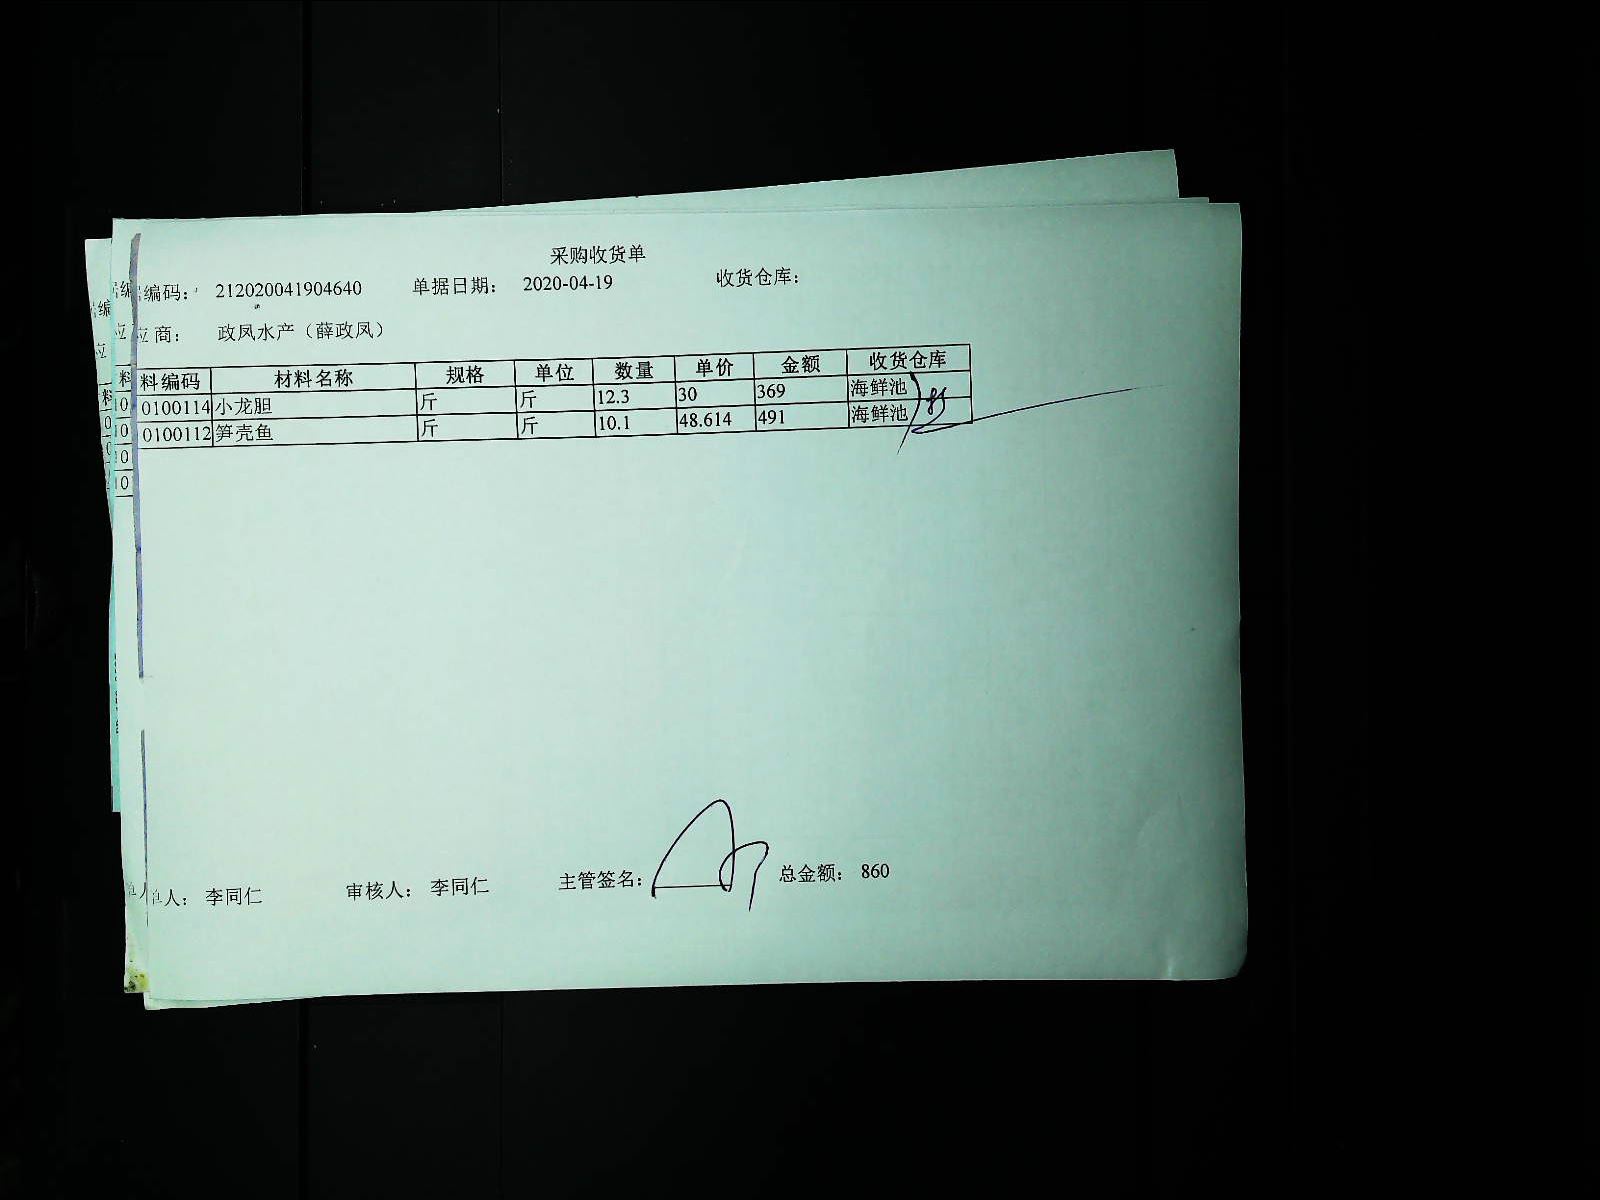 采购收货单
编码： 212020041904640 单据日期： 2020-04-19 收货仓库：
应商： 政凤水产（薛政凤）
料编码 材料名称 规格 单位 数量 单价 金额 收货仓库
0100114 小龙胆 斤 斤 12.3 30 369 海鲜池
0100112 笋壳鱼 斤 斤 10.1 48.614 491 海鲜池
单人： 李同仁 审核人： 李同仁 主管签名： 总金额： 860